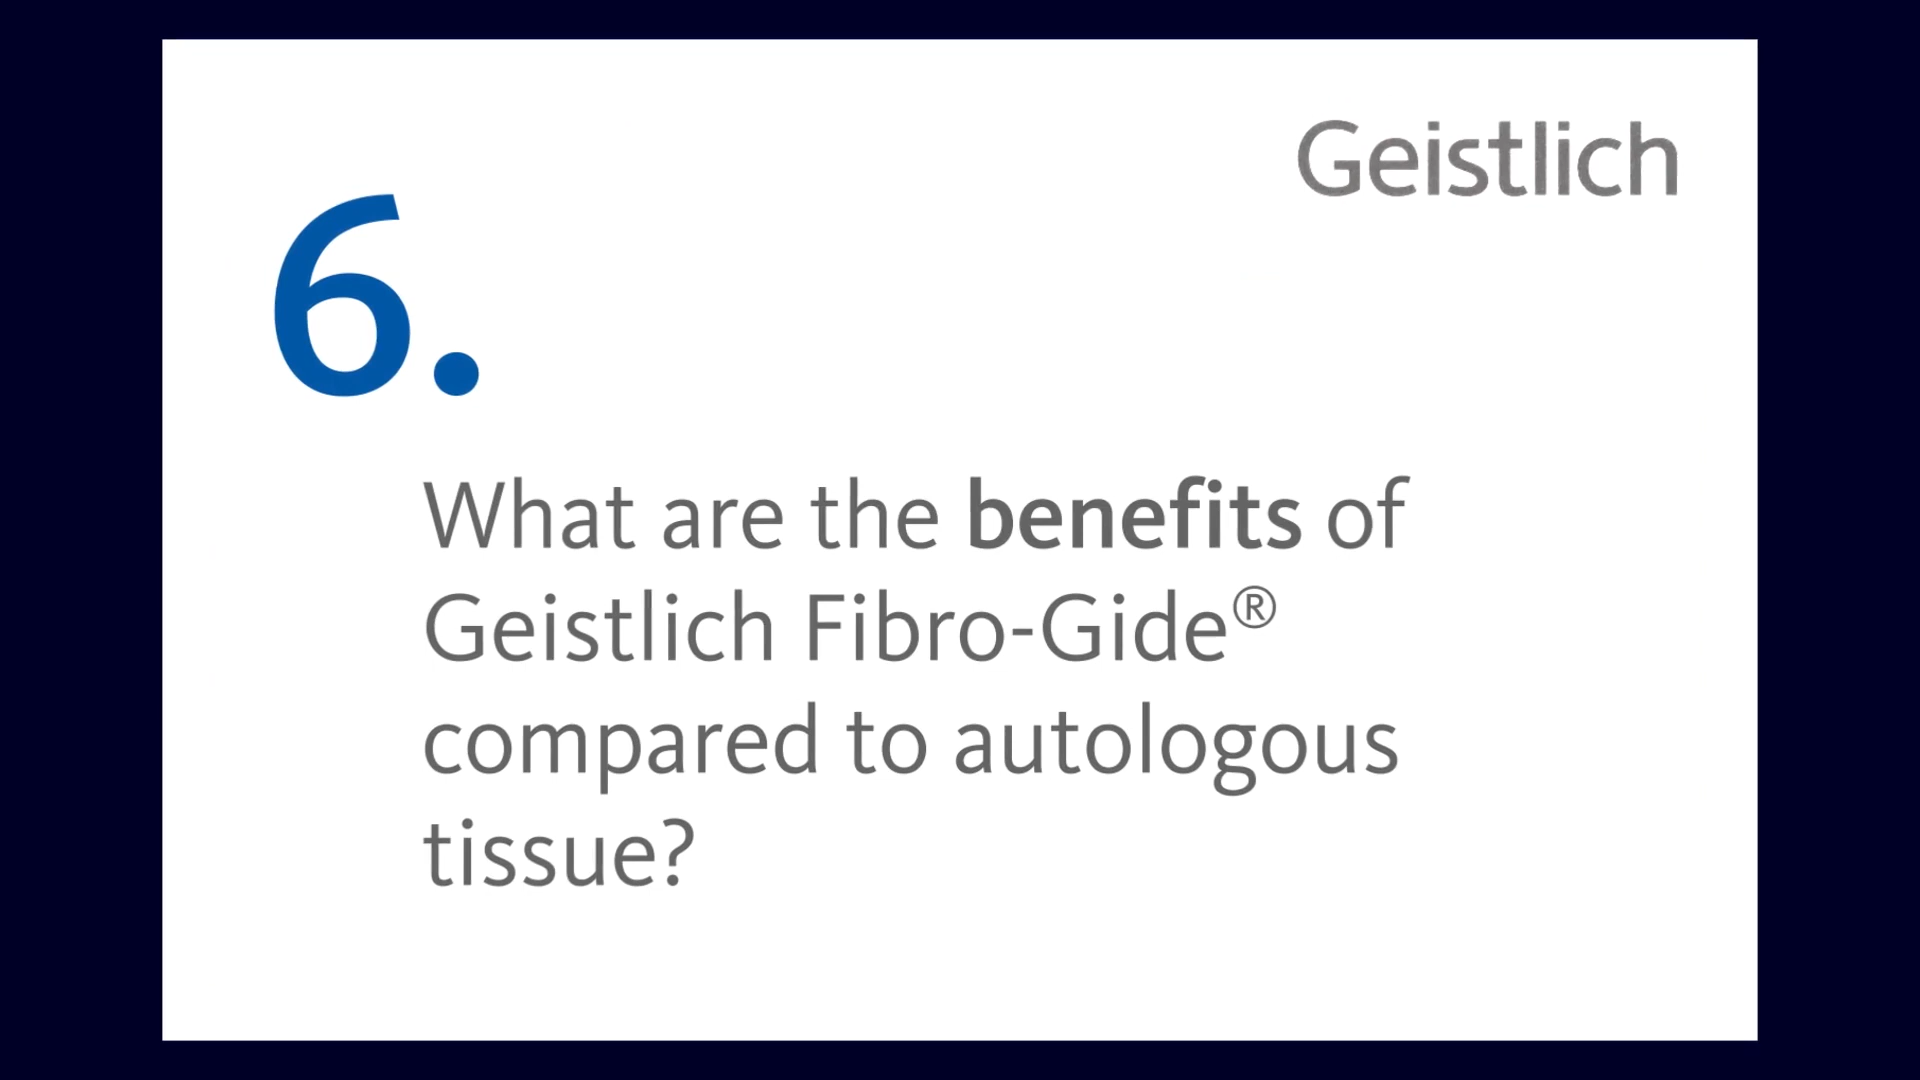 Geistlich
6.
What are the benefits of
Geistlich Fibro-Gide®
compared to autologous
tissue?